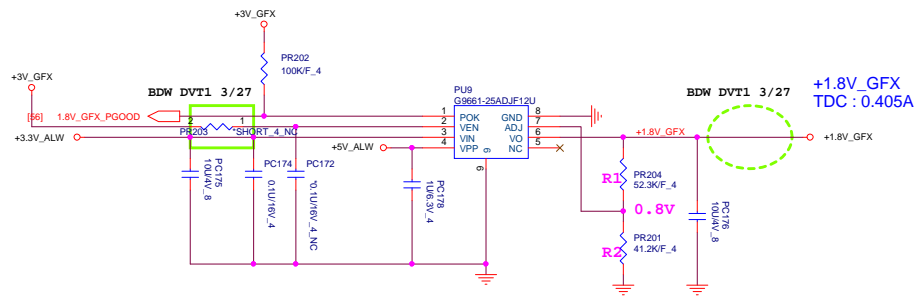 +3V_GFX
PR202
100K/F_4
+3V_GFX
BDW DVT1 3/27
[56] 1.8V_GFX_PGOOD
2 1
PR203 *SHORT_4_NC
+3.3V_ALW
+5V_ALW
PC175
10U/4V_8
PC174
0.1U/16V_4
PC172
*0.1U/16V_4_NC
PC178
1U/6.3V_4
PU9
G9661-25ADJF12U
1 POK GND 8
2 VEN ADJ 7
3 VIN VO 6
4 VPP NC 5
9
9
+1.8V_GFX
BDW DVT1 3/27
+1.8V_GFX
TDC : 0.405A
+1.8V_GFX
R1
PR204
52.3K/F_4
0.8V
R2
PR201
41.2K/F_4
PC176
10U/4V_8